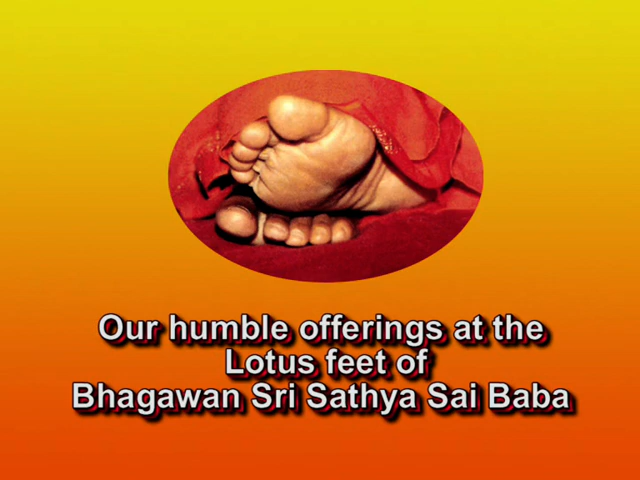 Our humble offerings at the
Lotus feet of
Bhagawan Sri Sathya Sai Baba